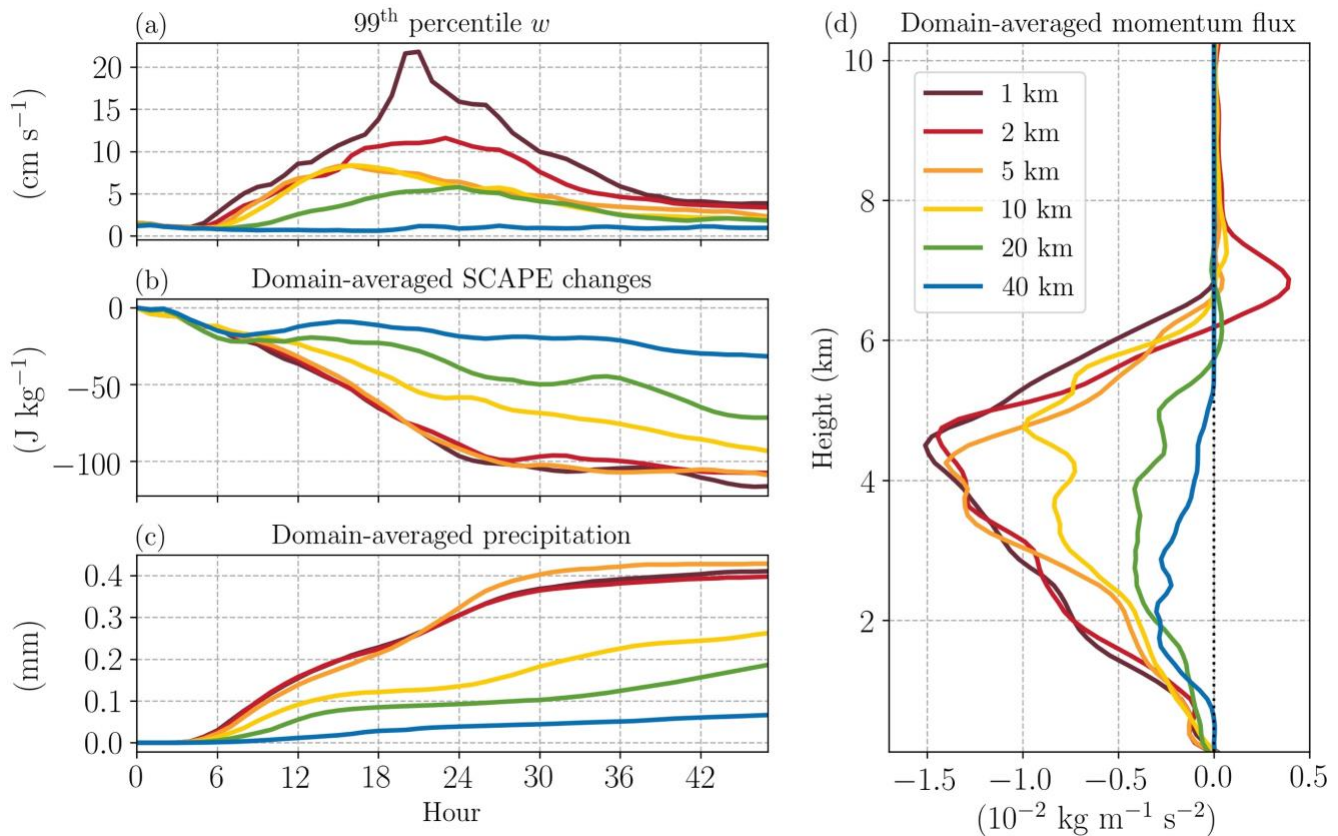 (a) 99th percentile w
20
15
10
5
0
(cm s−1)
(b) Domain-averaged SCAPE changes
0
−50
−100
(J kg−1)
(c) Domain-averaged precipitation
0.4
0.3
0.2
0.1
0.0
(mm)
0 6 12 18 24 30 36 42
Hour
(d) Domain-averaged momentum flux
10
8
6
4
2
Height (km)
1 km
2 km
5 km
10 km
20 km
40 km
−1.5 −1.0 −0.5 0.0 0.5
(10−2 kg m−1 s−2)